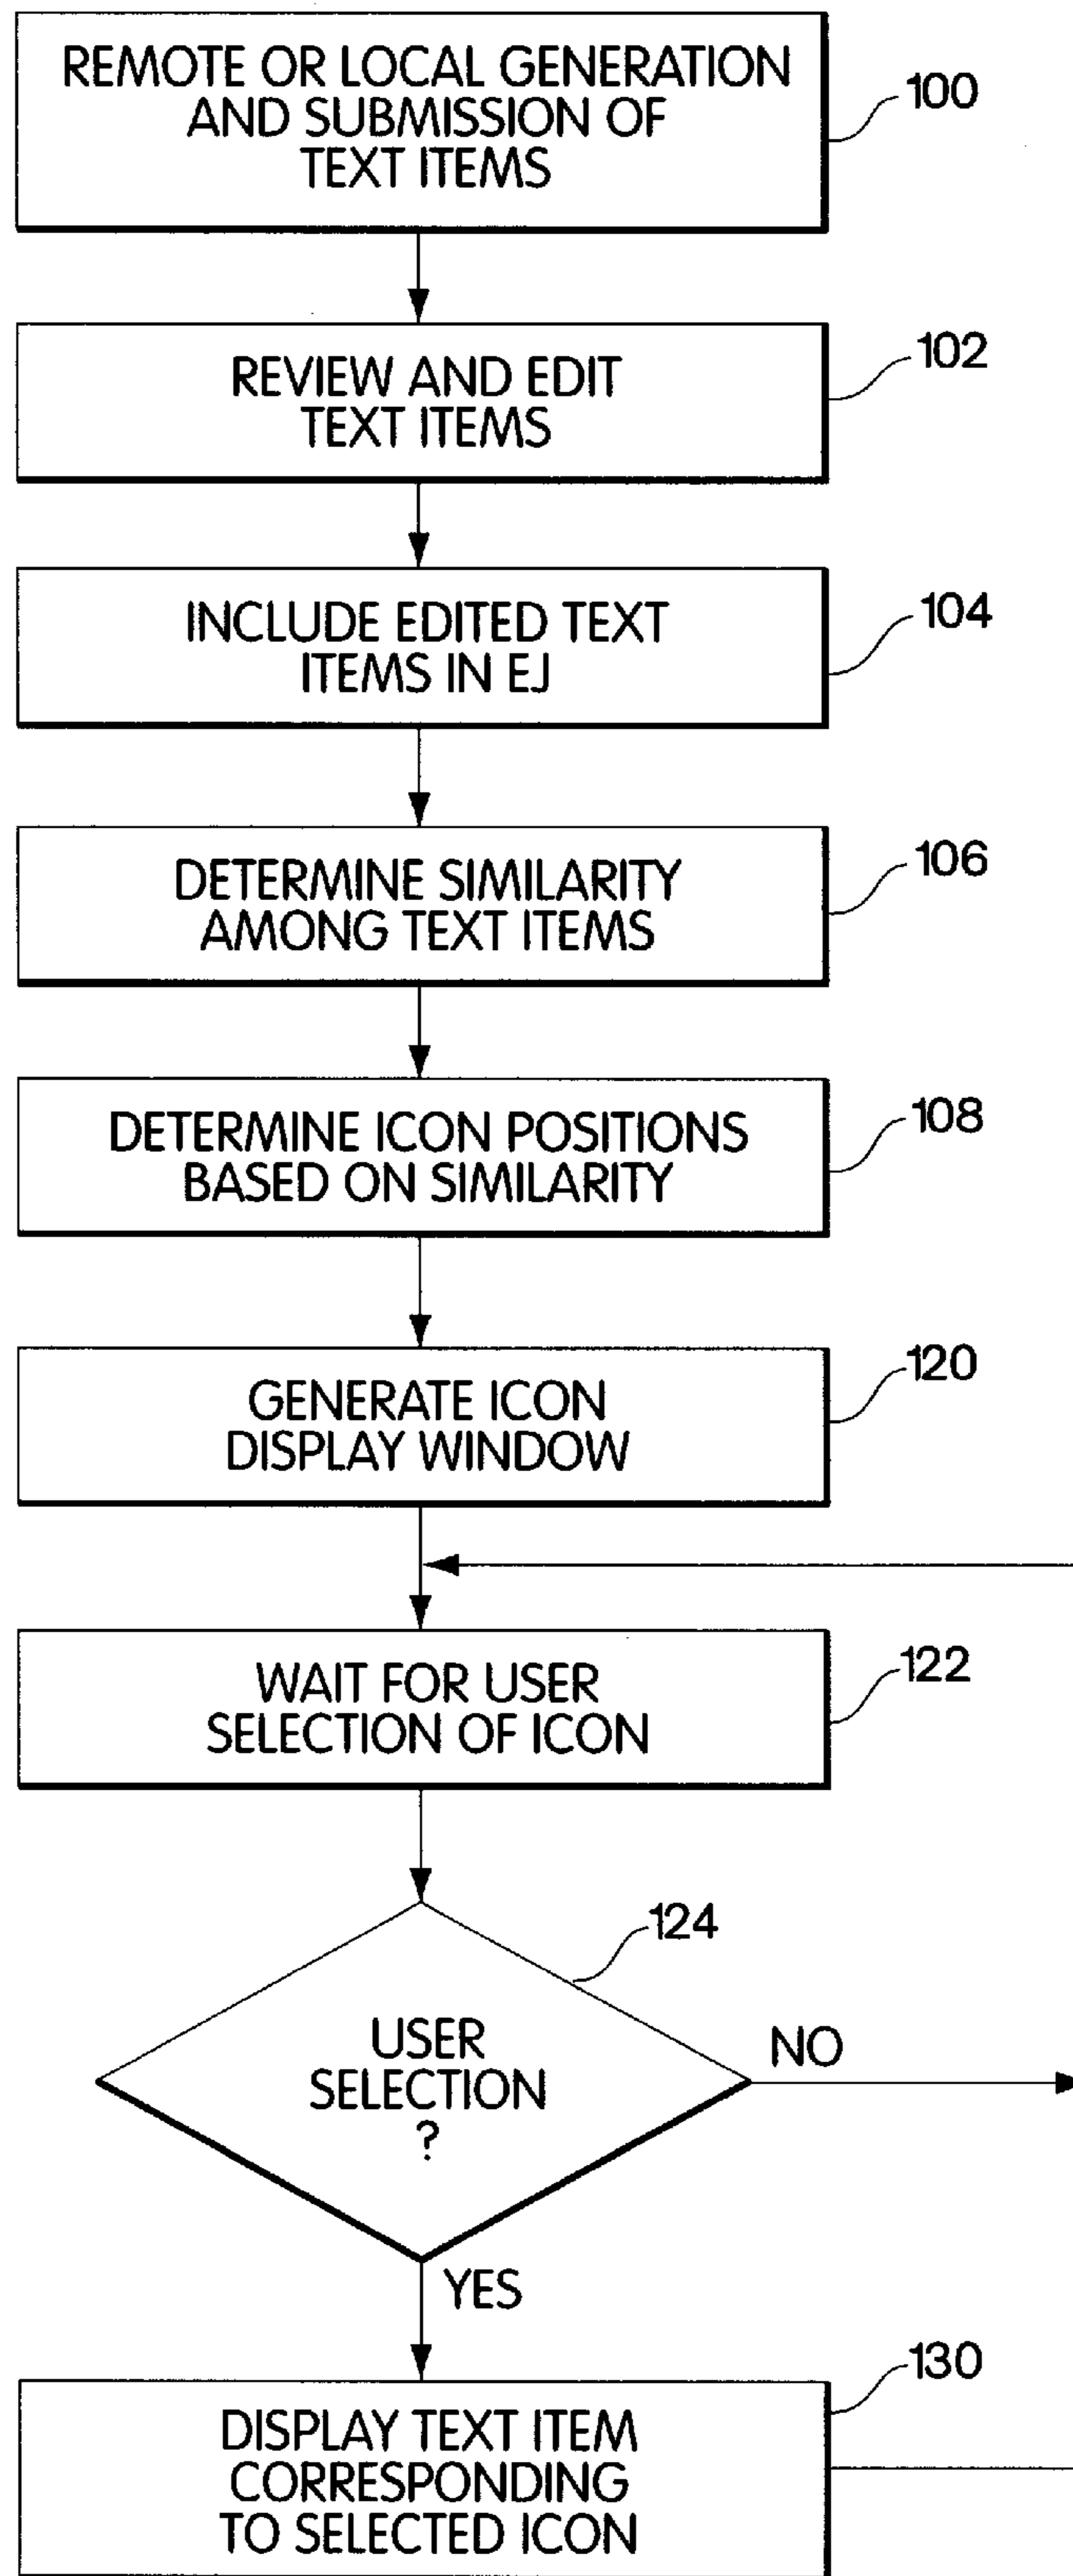 REMOTE OR LOCAL GENERATION
AND SUBMISSION OF
TEXT ITEMS
100
REVIEW AND EDIT
TEXT ITEMS
102
INCLUDE EDITED TEXT
ITEMS IN EJ
104
DETERMINE SIMILARITY
AMONG TEXT ITEMS
106
DETERMINE ICON POSITIONS
BASED ON SIMILARITY
108
GENERATE ICON
DISPLAY WINDOW
120
WAIT FOR USER
SELECTION OF ICON
122
124
USER
SELECTION
?
NO
YES
130
DISPLAY TEXT ITEM
CORRESPONDING
TO SELECTED ICON